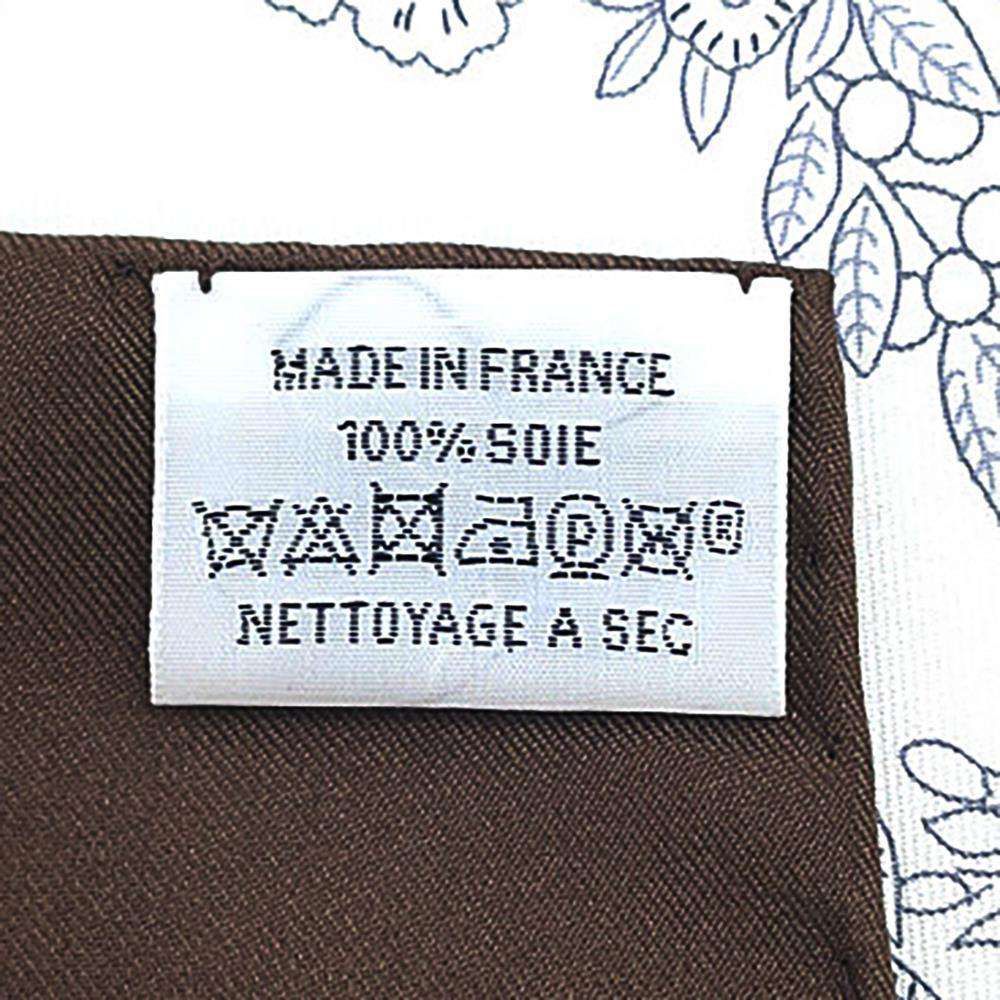 MADE IN FRANCE
100% SOIE
P ®
NETTOYAGE A SEC